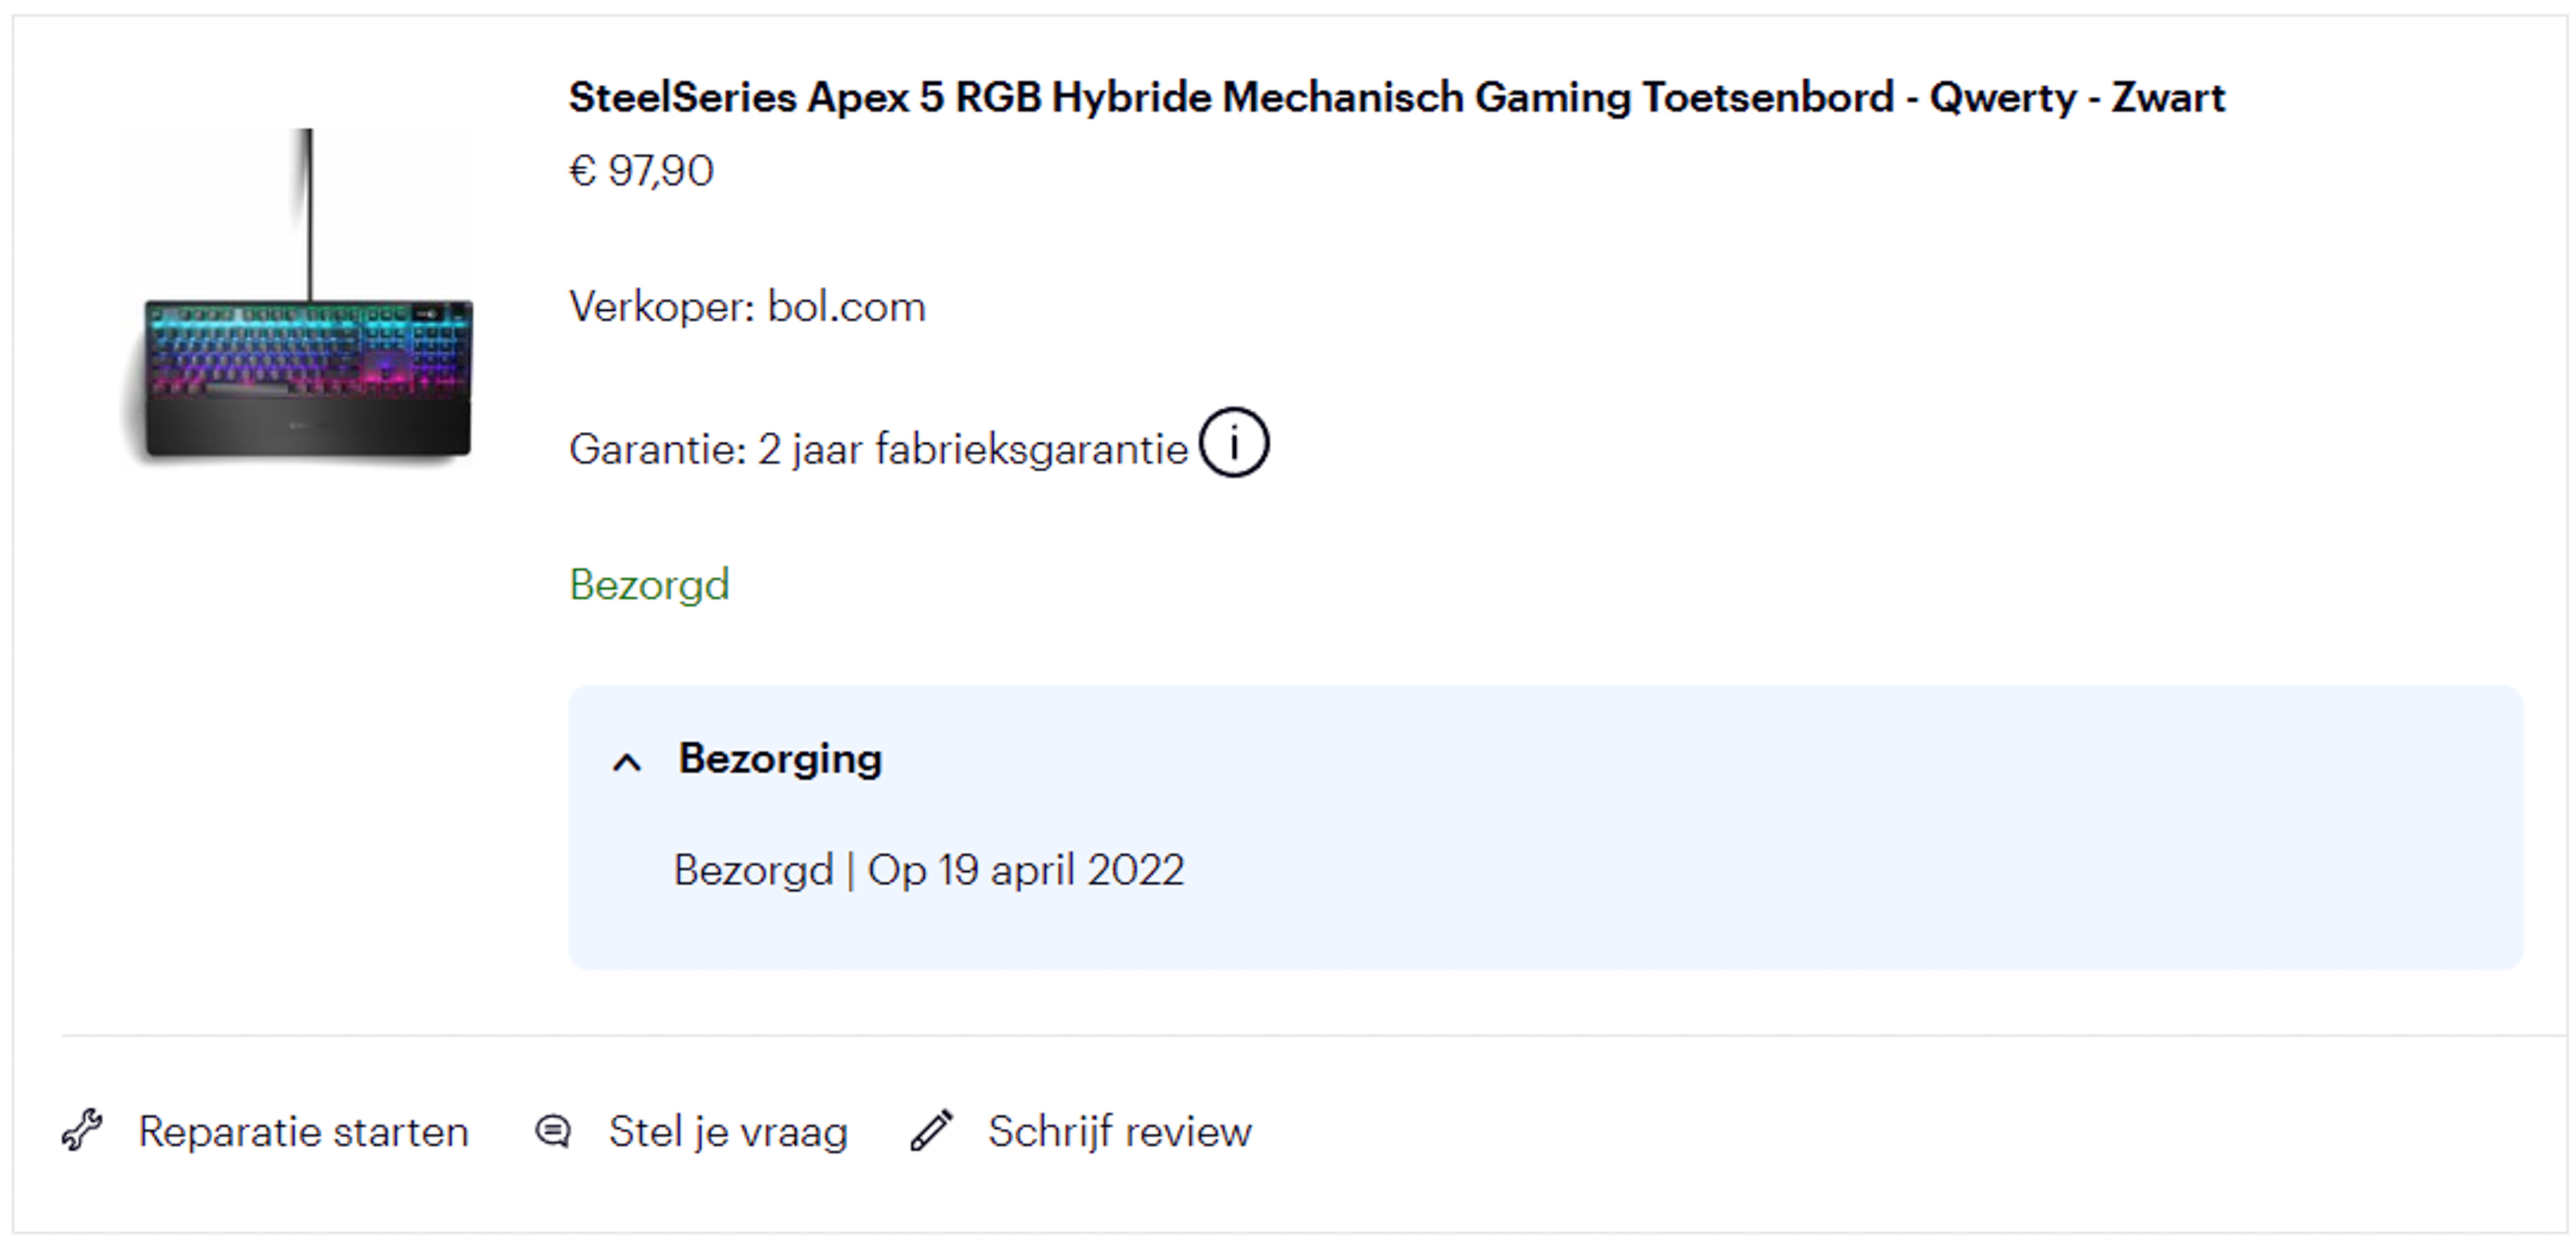 SteelSeries Apex 5 RGB Hybride Mechanisch Gaming Toetsenbord - Qwerty - Zwart
€ 97,90
Verkoper: bol.com
Garantie: 2 jaar fabrieksgarantie i
Bezorgd
Bezorging
Bezorgd | Op 19 april 2022
Reparatie starten
Stel je vraag
Schrijf review